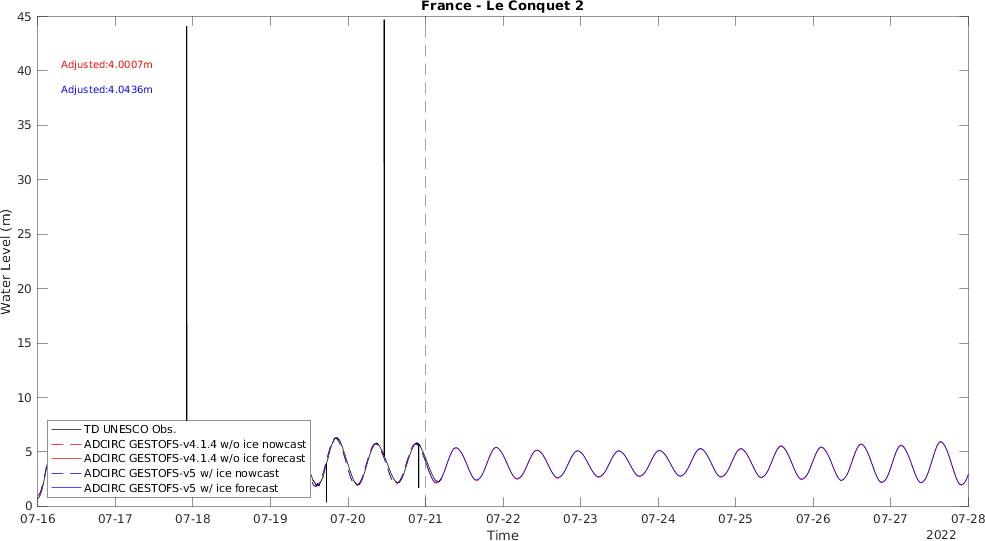 France - Le Conquet 2
45
40
35
30
25
20
15
10
5
0
Water Level (m)
Adjusted:4.0007m
Adjusted:4.0436m
TD UNESCO Obs.
ADCIRC GESTOFS-v4.1.4 w/o ice nowcast
ADCIRC GESTOFS-v4.1.4 w/o ice forecast
ADCIRC GESTOFS-v5 w/ ice nowcast
ADCIRC GESTOFS-v5 w/ ice forecast
07-16 07-17 07-18 07-19 07-20 07-21 07-22 07-23 07-24 07-25 07-26 07-27 07-28
Time
2022